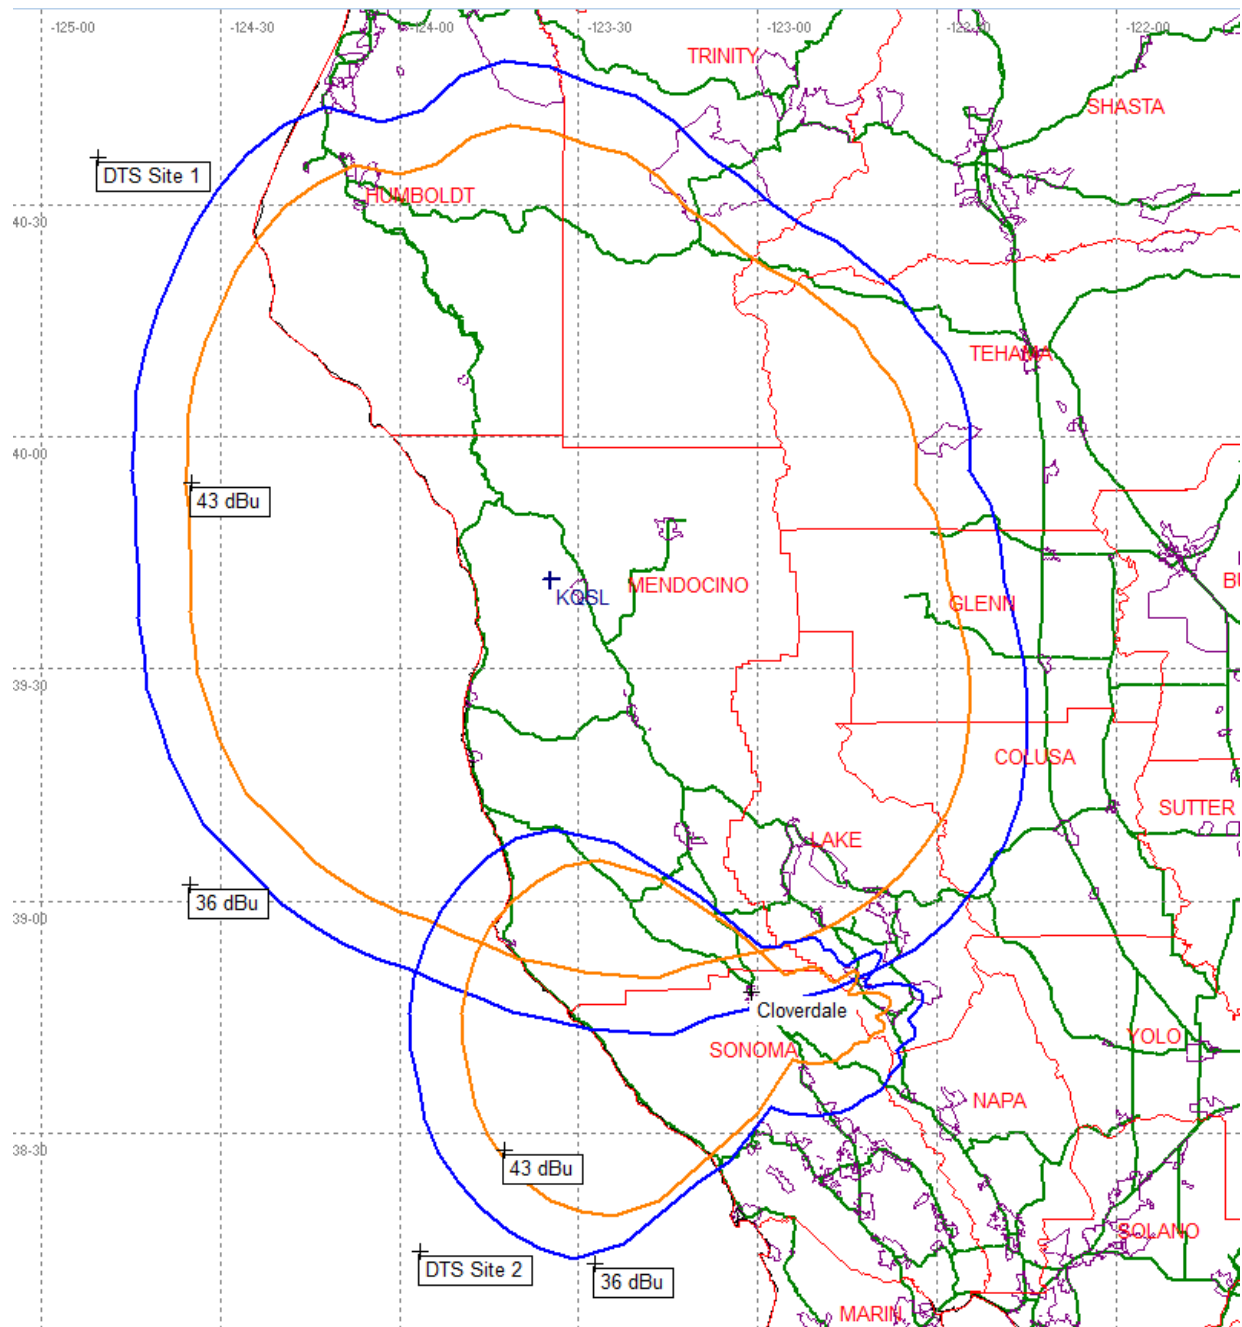 -125-00
-124-30
-124-00
-123-30
-123-00
-122-00
TRINITY
SHASTA
DTS Site 1
HUMBOLDT
40-30
TEHAMA
40-00
43 dBu
KQSL
MENDOCINO
GLENN
39-30
COLUSA
SUTTER
LAKE
36 dBu
39-00
Cloverdale
SONOMA
YOLO
NAPA
38-30
43 dBu
SOLANO
DTS Site 2
36 dBu
MARIN